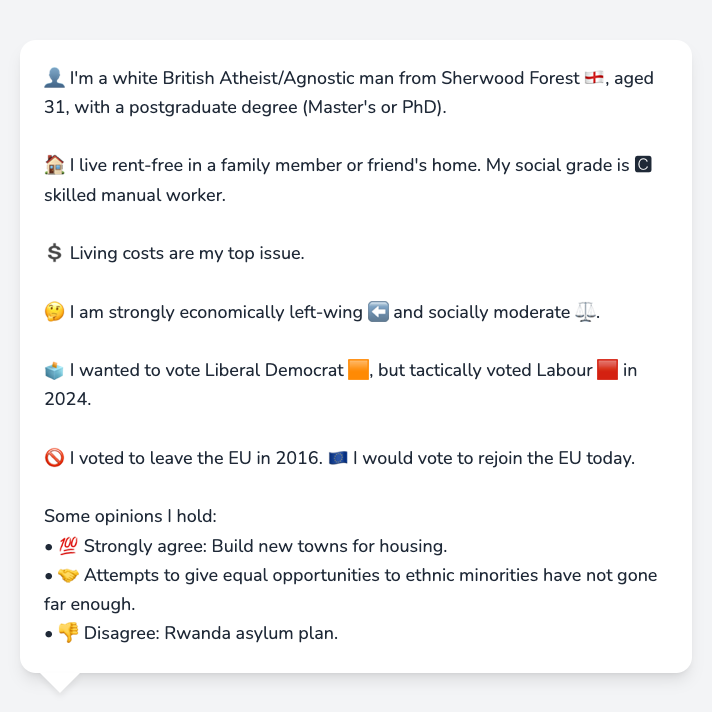 👤 I'm a white British Atheist/Agnostic man from Sherwood Forest 🏴󠁧󠁢󠁥󠁮󠁧󠁿, aged
31, with a postgraduate degree (Master's or PhD).
🏠 I live rent-free in a family member or friend's home. My social grade is 🅲
skilled manual worker.
💲 Living costs are my top issue.
🤔 I am strongly economically left-wing ⬅️ and socially moderate ⚖️.
🗳️ I wanted to vote Liberal Democrat 🟧, but tactically voted Labour 🟥 in
2024.
🚫 I voted to leave the EU in 2016. 🇪🇺 I would vote to rejoin the EU today.
Some opinions I hold:
• 💯 Strongly agree: Build new towns for housing.
• 🤝 Attempts to give equal opportunities to ethnic minorities have not gone
far enough.
• 👎 Disagree: Rwanda asylum plan.